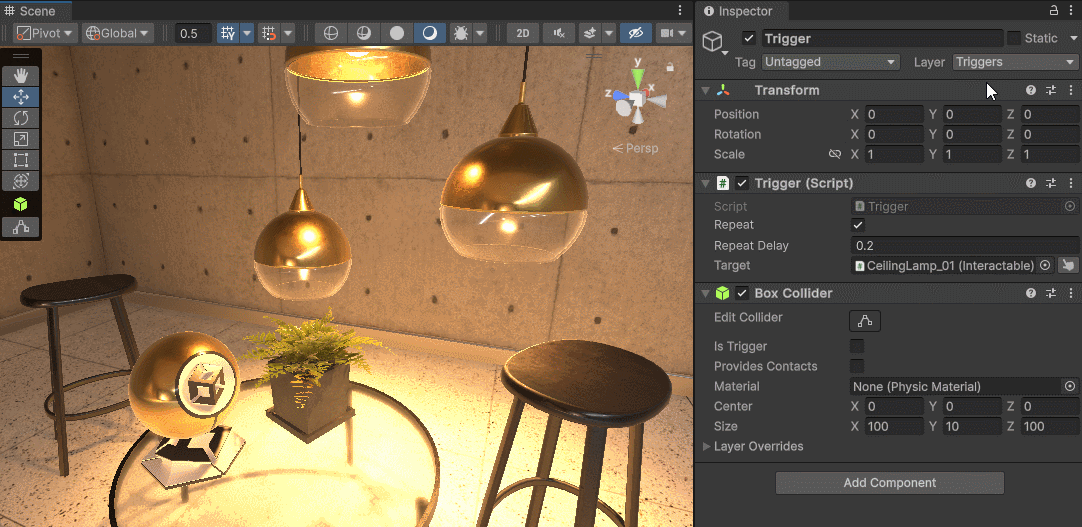 Scene
Inspector
Pivot
Global
0.5
2D
Trigger
Static
Tag
Untagged
Layer
Triggers
y
z
x
Persp
Transform
Position X 0 Y 0 Z 0
Rotation X 0 Y 0 Z 0
Scale X 1 Y 1 Z 1
# Trigger (Script)
Script
# Trigger
Repeat
Repeat Delay
0.2
Target
# CeilingLamp_01 (Interactable)
Box Collider
Edit Collider
Is Trigger
Provides Contacts
Material
None (Physic Material)
Center X 0 Y 0 Z 0
Size X 100 Y 10 Z 100
Layer Overrides
Add Component